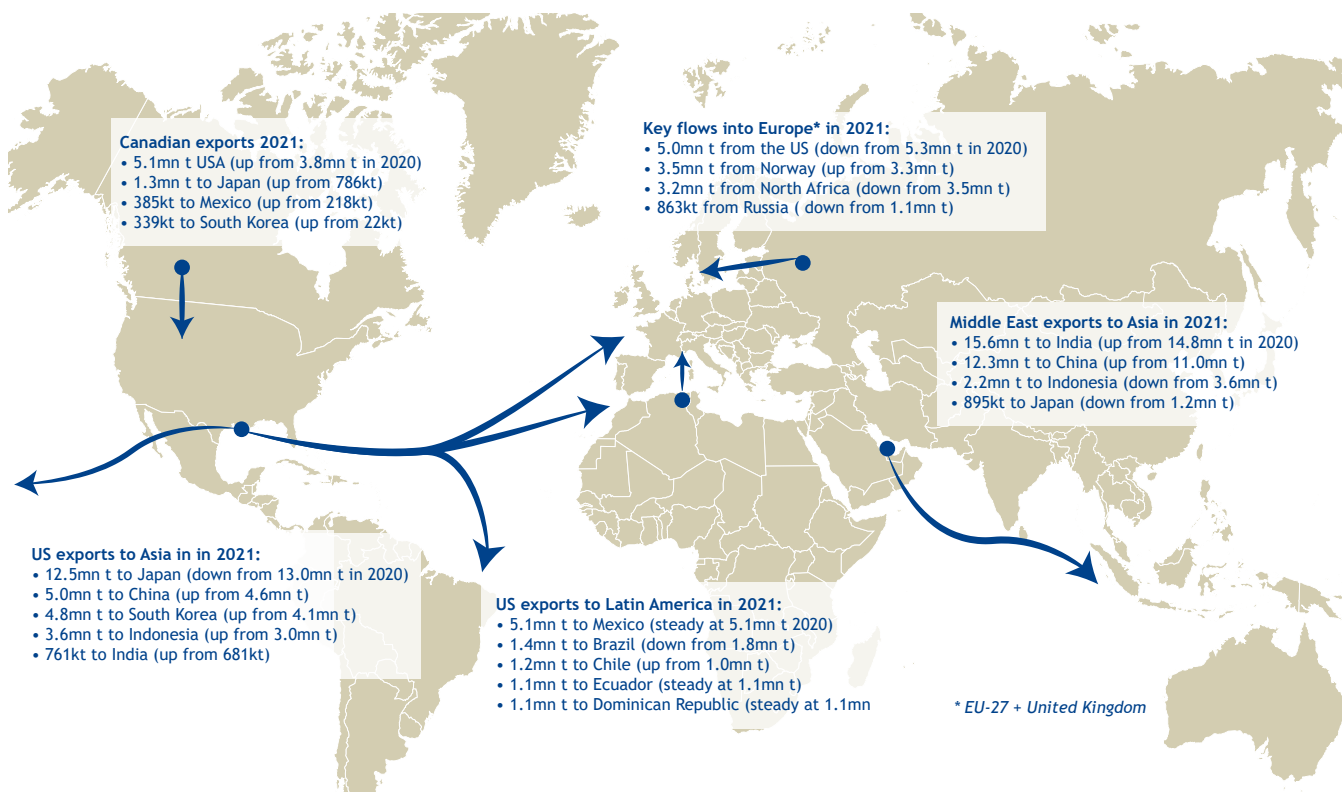 Canadian exports 2021:
• 5.1mn t USA (up from 3.8mn t in 2020)
• 1.3mn t to Japan (up from 786kt)
• 385kt to Mexico (up from 218kt)
• 339kt to South Korea (up from 22kt)
Key flows into Europe* in 2021:
• 5.0mn t from the US (down from 5.3mn t in 2020)
• 3.5mn t from Norway (up from 3.3mn t)
• 3.2mn t from North Africa (down from 3.5mn t)
• 863kt from Russia ( down from 1.1mn t)
Middle East exports to Asia in 2021:
• 15.6mn t to India (up from 14.8mn t in 2020)
• 12.3mn t to China (up from 11.0mn t)
• 2.2mn t to Indonesia (down from 3.6mn t)
• 895kt to Japan (down from 1.2mn t)
US exports to Asia in in 2021:
• 12.5mn t to Japan (down from 13.0mn t in 2020)
• 5.0mn t to China (up from 4.6mn t)
• 4.8mn t to South Korea (up from 4.1mn t)
• 3.6mn t to Indonesia (up from 3.0mn t)
• 761kt to India (up from 681kt)
US exports to Latin America in 2021:
• 5.1mn t to Mexico (steady at 5.1mn t 2020)
• 1.4mn t to Brazil (down from 1.8mn t)
• 1.2mn t to Chile (up from 1.0mn t)
• 1.1mn t to Ecuador (steady at 1.1mn t)
• 1.1mn t to Dominican Republic (steady at 1.1mn
* EU-27 + United Kingdom